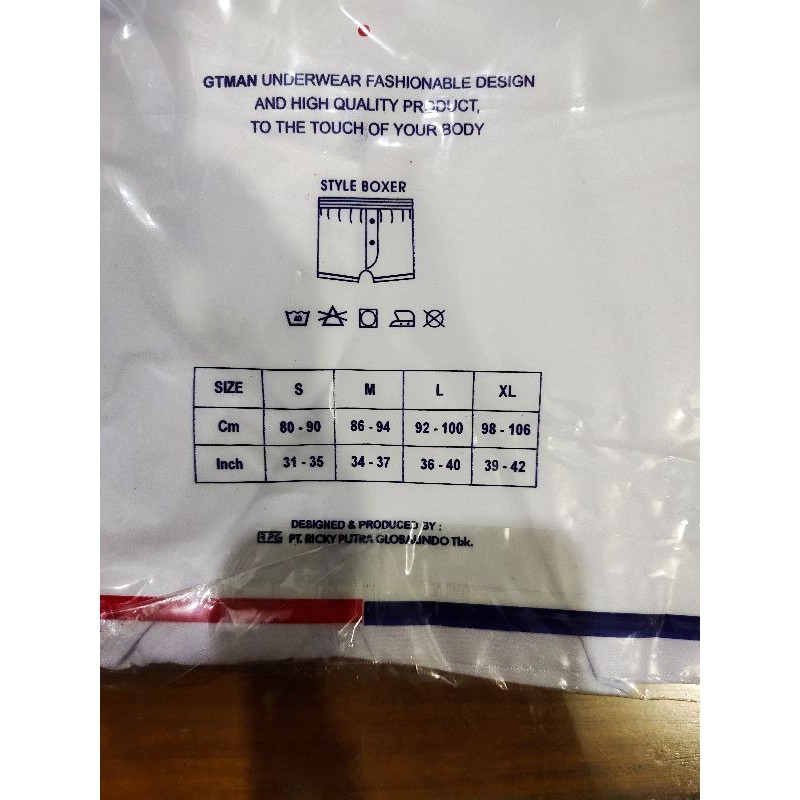 GTMAN UNDERWEAR FASHIONABLE DESIGN
AND HIGH QUALITY PRODUCT,
TO THE TOUCH OF YOUR BODY
STYLE BOXER
SIZE S M L XL
Cm 80 - 90 86 - 94 92 - 100 98 - 106
Inch 31 - 35 34 - 37 36 - 40 39 - 42
DESIGNED & PRODUCED BY :
RPG PT. RICKY PUTRA GLOBALINDO Tbk.